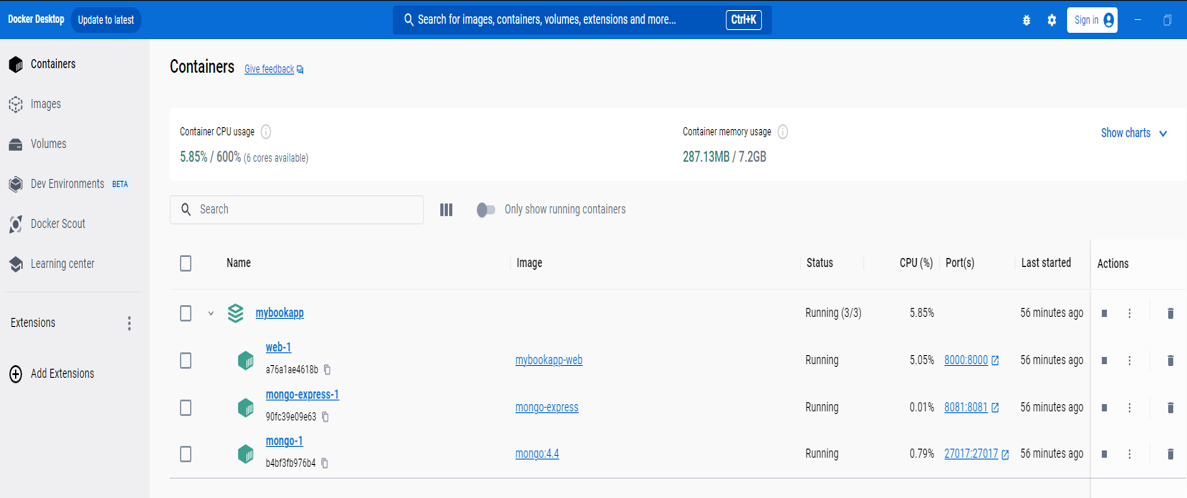 Docker Desktop Update to latest Search for images, containers, volumes, extensions and more... Ctrl+K Sign in
Containers
Images
Volumes
Dev Environments BETA
Docker Scout
Learning center
Extensions
Add Extensions
Containers Give feedback
Container CPU usage Container memory usage Show charts
5.85% / 600% (6 cores available) 287.13MB / 7.2GB
Search Only show running containers
Name Image Status CPU (%) Port(s) Last started Actions
mybookapp Running (3/3) 5.85% 56 minutes ago
web-1
a76a1ae4618b mybookapp-web Running 5.05% 8000:8000 56 minutes ago
mongo-express-1
90fc39e09e63 mongo-express Running 0.01% 8081:8081 56 minutes ago
mongo-1
b4bf3fb976b4 mongo:4.4 Running 0.79% 27017:27017 56 minutes ago